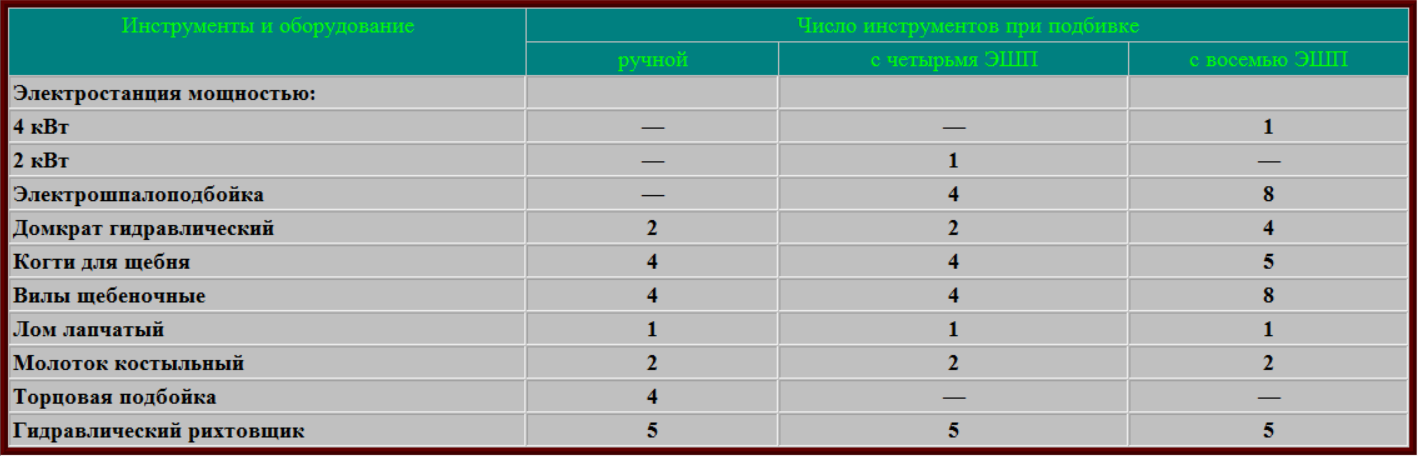 Инструменты и оборудование Число инструментов при подбивке
ручной с четырьмя ЭШП с восемью ЭШП
Электростанция мощностью:
4 кВт — — 1
2 кВт — 1 —
Электрошпалоподбойка — 4 8
Домкрат гидравлический 2 2 4
Когти для щебня 4 4 5
Вилы щебеночные 4 4 8
Лом лапчатый 1 1 1
Молоток костыльный 2 2 2
Торцовая подбойка 4 — —
Гидравлический рихтовщик 5 5 5